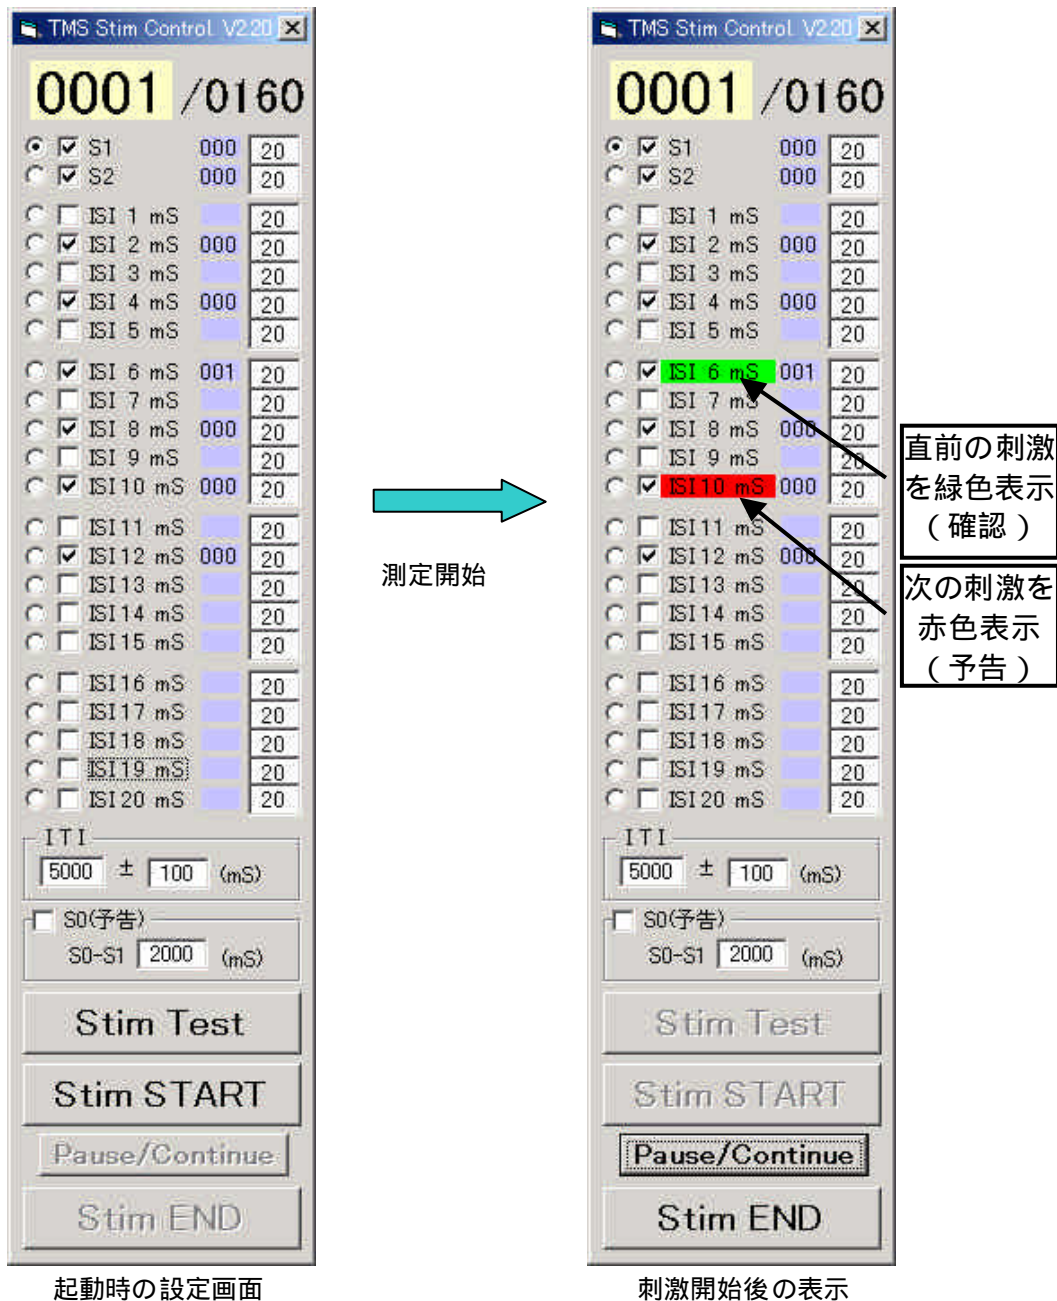 TMS Stim Control V2.20
0001 /0160
S1 000 20
S2 000 20
ISI 1 mS 20
ISI 2 mS 000 20
ISI 3 mS 20
ISI 4 mS 000 20
ISI 5 mS 20
ISI 6 mS 001 20
ISI 7 mS 20
ISI 8 mS 000 20
ISI 9 mS 20
ISI10 mS 000 20
ISI11 mS 20
ISI12 mS 000 20
ISI13 mS 20
ISI14 mS 20
ISI15 mS 20
ISI16 mS 20
ISI17 mS 20
ISI18 mS 20
ISI19 mS 20
ISI20 mS 20
ITI
5000 ± 100 (mS)
S0(予告)
S0-S1 2000 (mS)
Stim Test
Stim START
Pause/Continue
Stim END
起動時の設定画面
測定開始
TMS Stim Control V2.20
0001 /0160
S1 000 20
S2 000 20
ISI 1 mS 20
ISI 2 mS 000 20
ISI 3 mS 20
ISI 4 mS 000 20
ISI 5 mS 20
ISI 6 mS 001 20
ISI 7 mS 20
ISI 8 mS 000 20
ISI 9 mS 20
ISI10 mS 000 20
ISI11 mS 20
ISI12 mS 000 20
ISI13 mS 20
ISI14 mS 20
ISI15 mS 20
ISI16 mS 20
ISI17 mS 20
ISI18 mS 20
ISI19 mS 20
ISI20 mS 20
ITI
5000 ± 100 (mS)
S0(予告)
S0-S1 2000 (mS)
Stim Test
Stim START
Pause/Continue
Stim END
刺激開始後の表示
直前の刺激
を緑色表示
(確認)
次の刺激を
赤色表示
(予告)